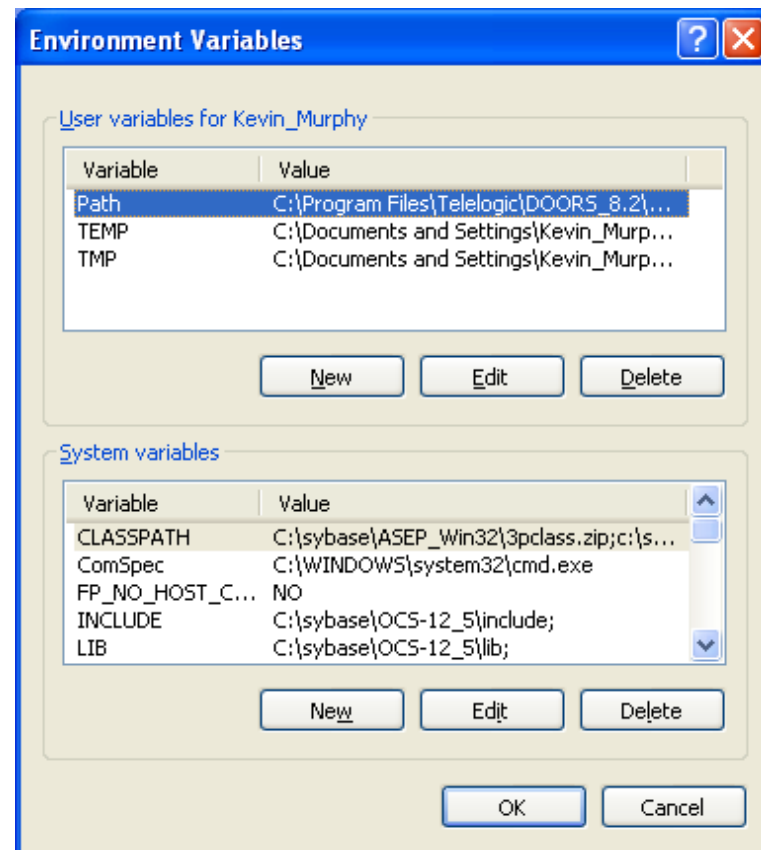 Environment Variables
User variables for Kevin_Murphy
Variable Value
Path C:\Program Files\Telelogic\DOORS_8.2\...
TEMP C:\Documents and Settings\Kevin_Murp...
TMP C:\Documents and Settings\Kevin_Murp...
New Edit Delete
System variables
Variable Value
CLASSPATH C:\sybase\ASEP_Win32\3pclass.zip;c:\s...
ComSpec C:\WINDOWS\system32\cmd.exe
FP_NO_HOST_C... NO
INCLUDE C:\sybase\OCS-12_5\include;
LIB C:\sybase\OCS-12_5\lib;
New Edit Delete
OK Cancel